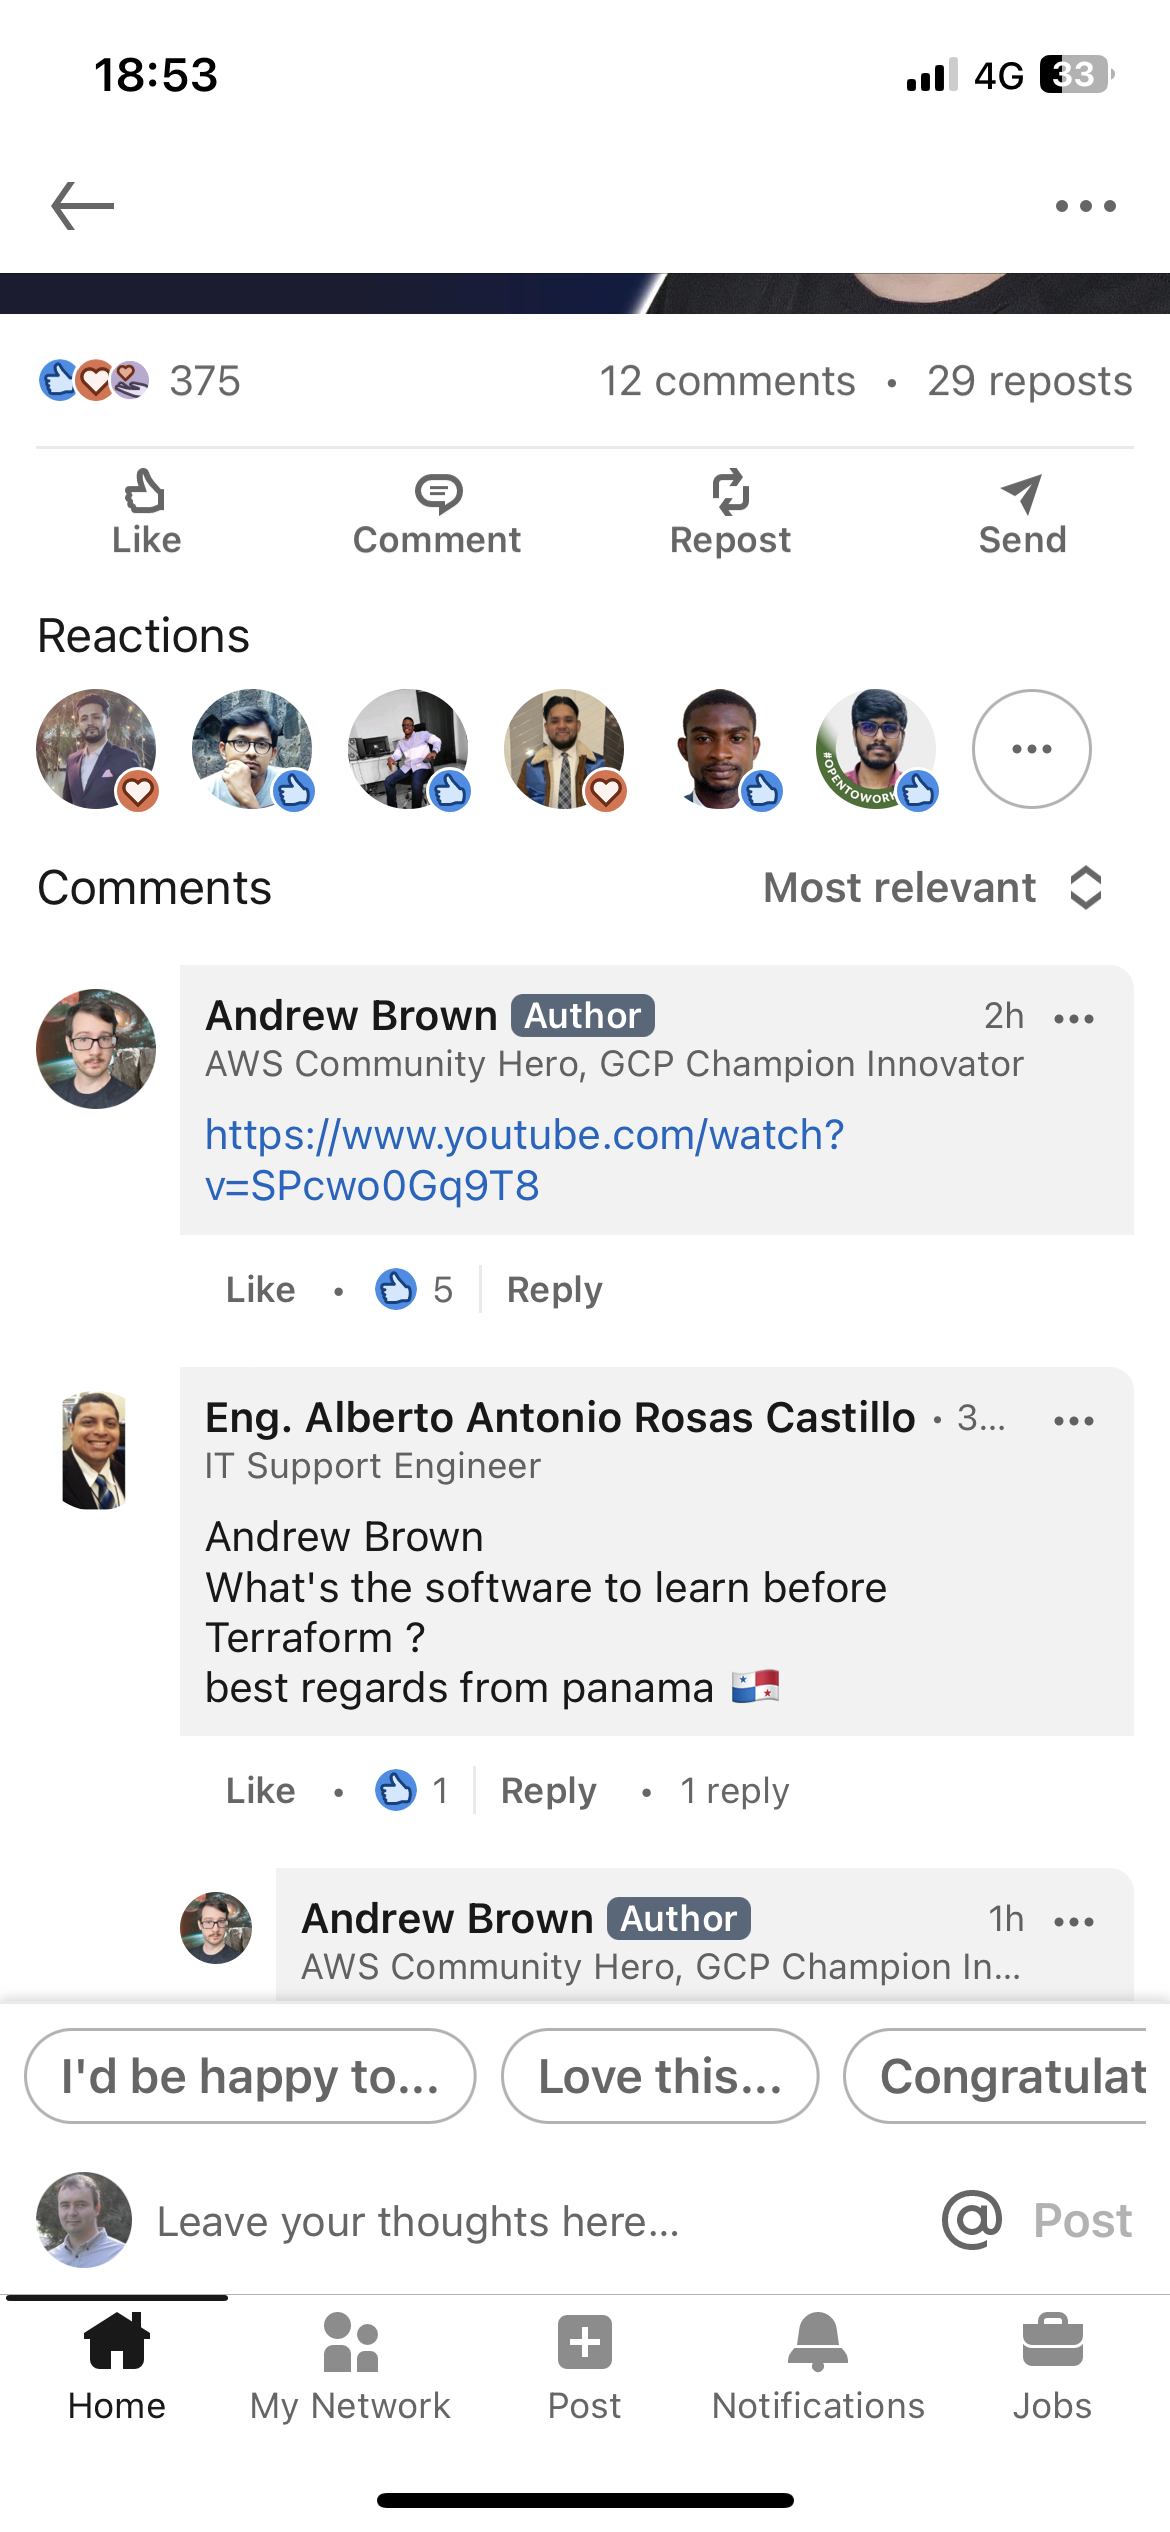 18:53
4G 33
375
12 comments • 29 reposts
Like
Comment
Repost
Send
Reactions
#OPENTOWORK
...
Comments
Most relevant
Andrew Brown Author 2h ...
AWS Community Hero, GCP Champion Innovator
https://www.youtube.com/watch?
v=SPcwo0Gq9T8
Like • 5 Reply
Eng. Alberto Antonio Rosas Castillo • 3... ...
IT Support Engineer
Andrew Brown
What's the software to learn before
Terraform ?
best regards from panama 🇵🇦
Like • 1 Reply • 1 reply
Andrew Brown Author 1h ...
AWS Community Hero, GCP Champion In...
I'd be happy to...
Love this...
Congratulat
Leave your thoughts here...
@ Post
Home
My Network
Post
Notifications
Jobs